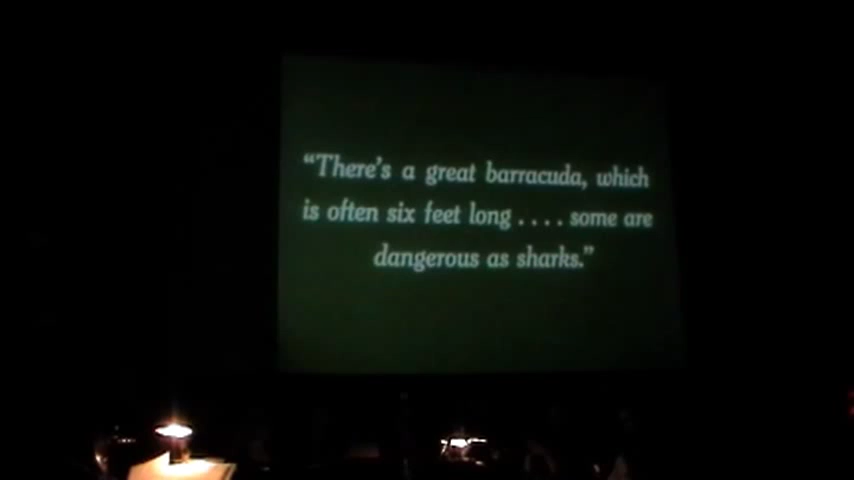 “There's a great barracuda, which
is often six feet long . . . . some are
dangerous as sharks.”